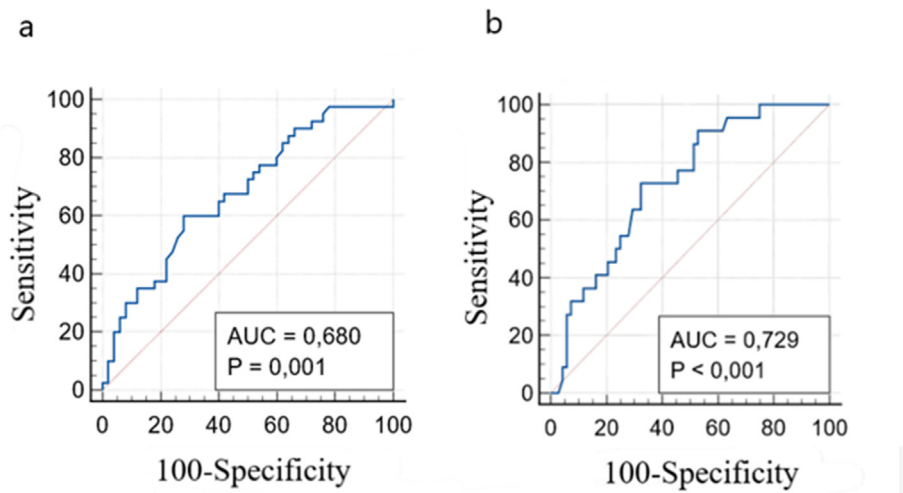 a
b
100
80
60
40
20
0
Sensitivity
AUC = 0,680
P = 0,001
0 20 40 60 80 100
100-Specificity
100
80
60
40
20
0
Sensitivity
AUC = 0,729
P < 0,001
0 20 40 60 80 100
100-Specificity